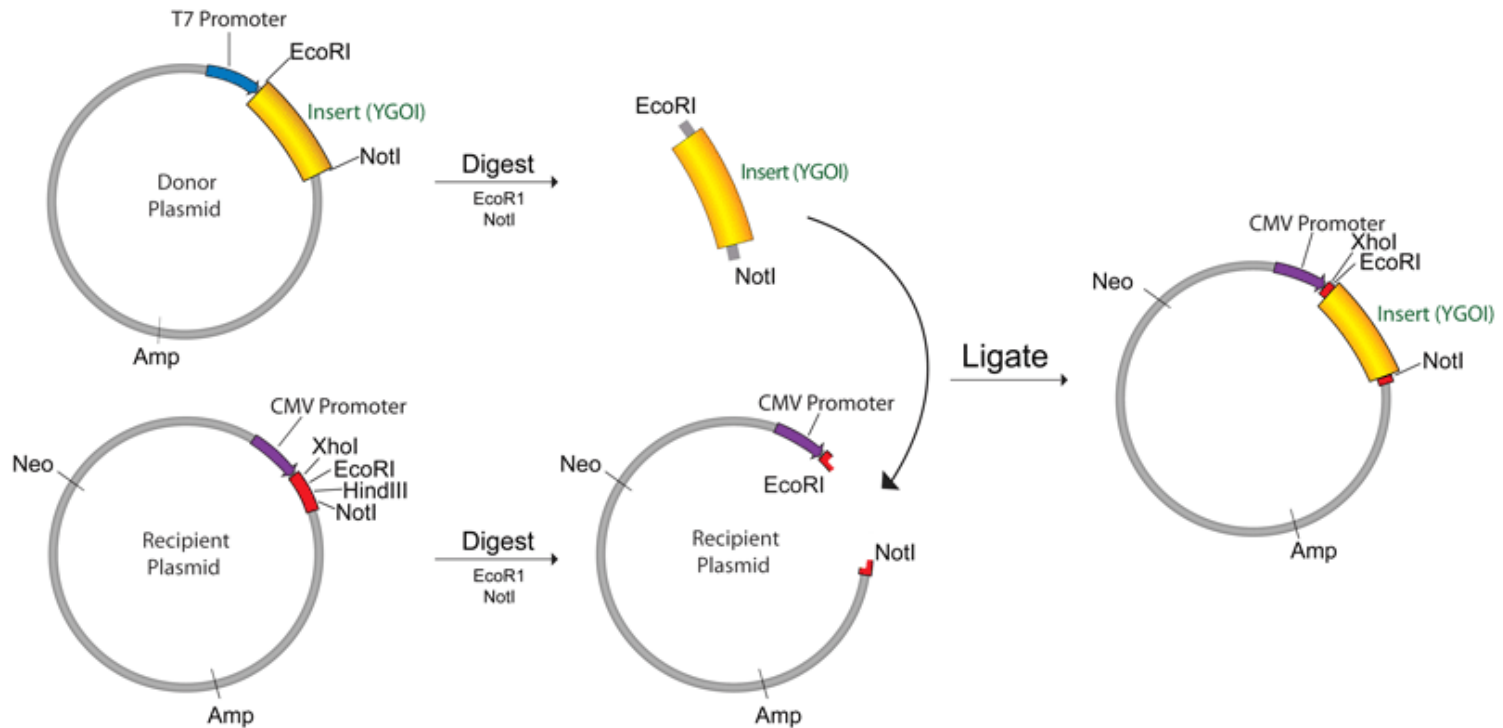 T7 Promoter
EcoRI
Insert (YGOI)
NotI
Donor
Plasmid
Amp
Digest
EcoR1
NotI
EcoRI
Insert (YGOI)
NotI
CMV Promoter
XhoI
EcoRI
HindIII
NotI
Neo
Recipient
Plasmid
Amp
Digest
EcoR1
NotI
CMV Promoter
Neo
EcoRI
NotI
Recipient
Plasmid
Amp
Ligate
CMV Promoter
XhoI
EcoRI
Neo
Insert (YGOI)
NotI
Amp